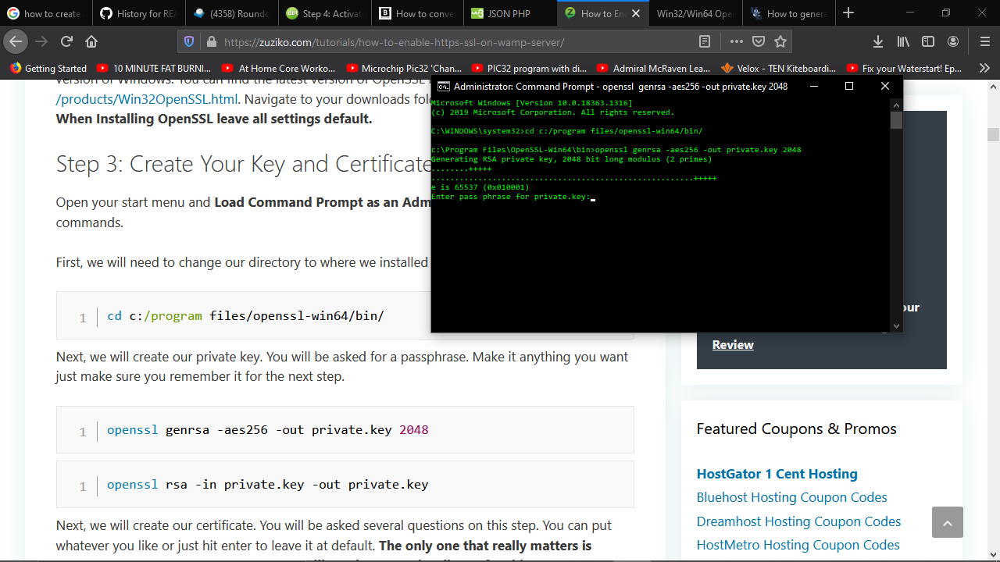 how to create
History for REA
(4358) Roundc
Step 4: Activat
How to conve
JSON PHP
How to Ena
Win32/Win64 Ope
How to genera
https://zuziko.com/tutorials/how-to-enable-https-ssl-on-wamp-server/
Getting Started
10 MINUTE FAT BURNI...
At Home Core Worko...
Microchip Pic32 'Chan...
PIC32 program with di...
Admiral McRaven Lea...
Velox - TEN Kiteboardi...
Fix your Waterstart! Ep...
version of Windows. You can find the latest version of OpenSSL
/products/Win32OpenSSL.html. Navigate to your downloads fol
When Installing OpenSSL leave all settings default.
Step 3: Create Your Key and Certificate
Open your start menu and Load Command Prompt as an Adm
commands.
First, we will need to change our directory to where we installed
1 cd c:/program files/openssl-win64/bin/
Next, we will create our private key. You will be asked for a passphrase. Make it anything you want
just make sure you remember it for the next step.
1 openssl genrsa -aes256 -out private.key 2048
1 openssl rsa -in private.key -out private.key
Next, we will create our certificate. You will be asked several questions on this step. You can put
whatever you like or just hit enter to leave it at default. The only one that really matters is
Administrator: Command Prompt - openssl genrsa -aes256 -out private.key 2048
Microsoft Windows [Version 10.0.18363.1316]
(c) 2019 Microsoft Corporation. All rights reserved.
C:\WINDOWS\system32>cd c:/program files/openssl-win64/bin/
c:\Program Files\OpenSSL-Win64\bin>openssl genrsa -aes256 -out private.key 2048
Generating RSA private key, 2048 bit long modulus (2 primes)
........+++++
........................................................+++++
e is 65537 (0x010001)
Enter pass phrase for private.key:
our
Review
Featured Coupons & Promos
HostGator 1 Cent Hosting
Bluehost Hosting Coupon Codes
Dreamhost Hosting Coupon Codes
HostMetro Hosting Coupon Codes